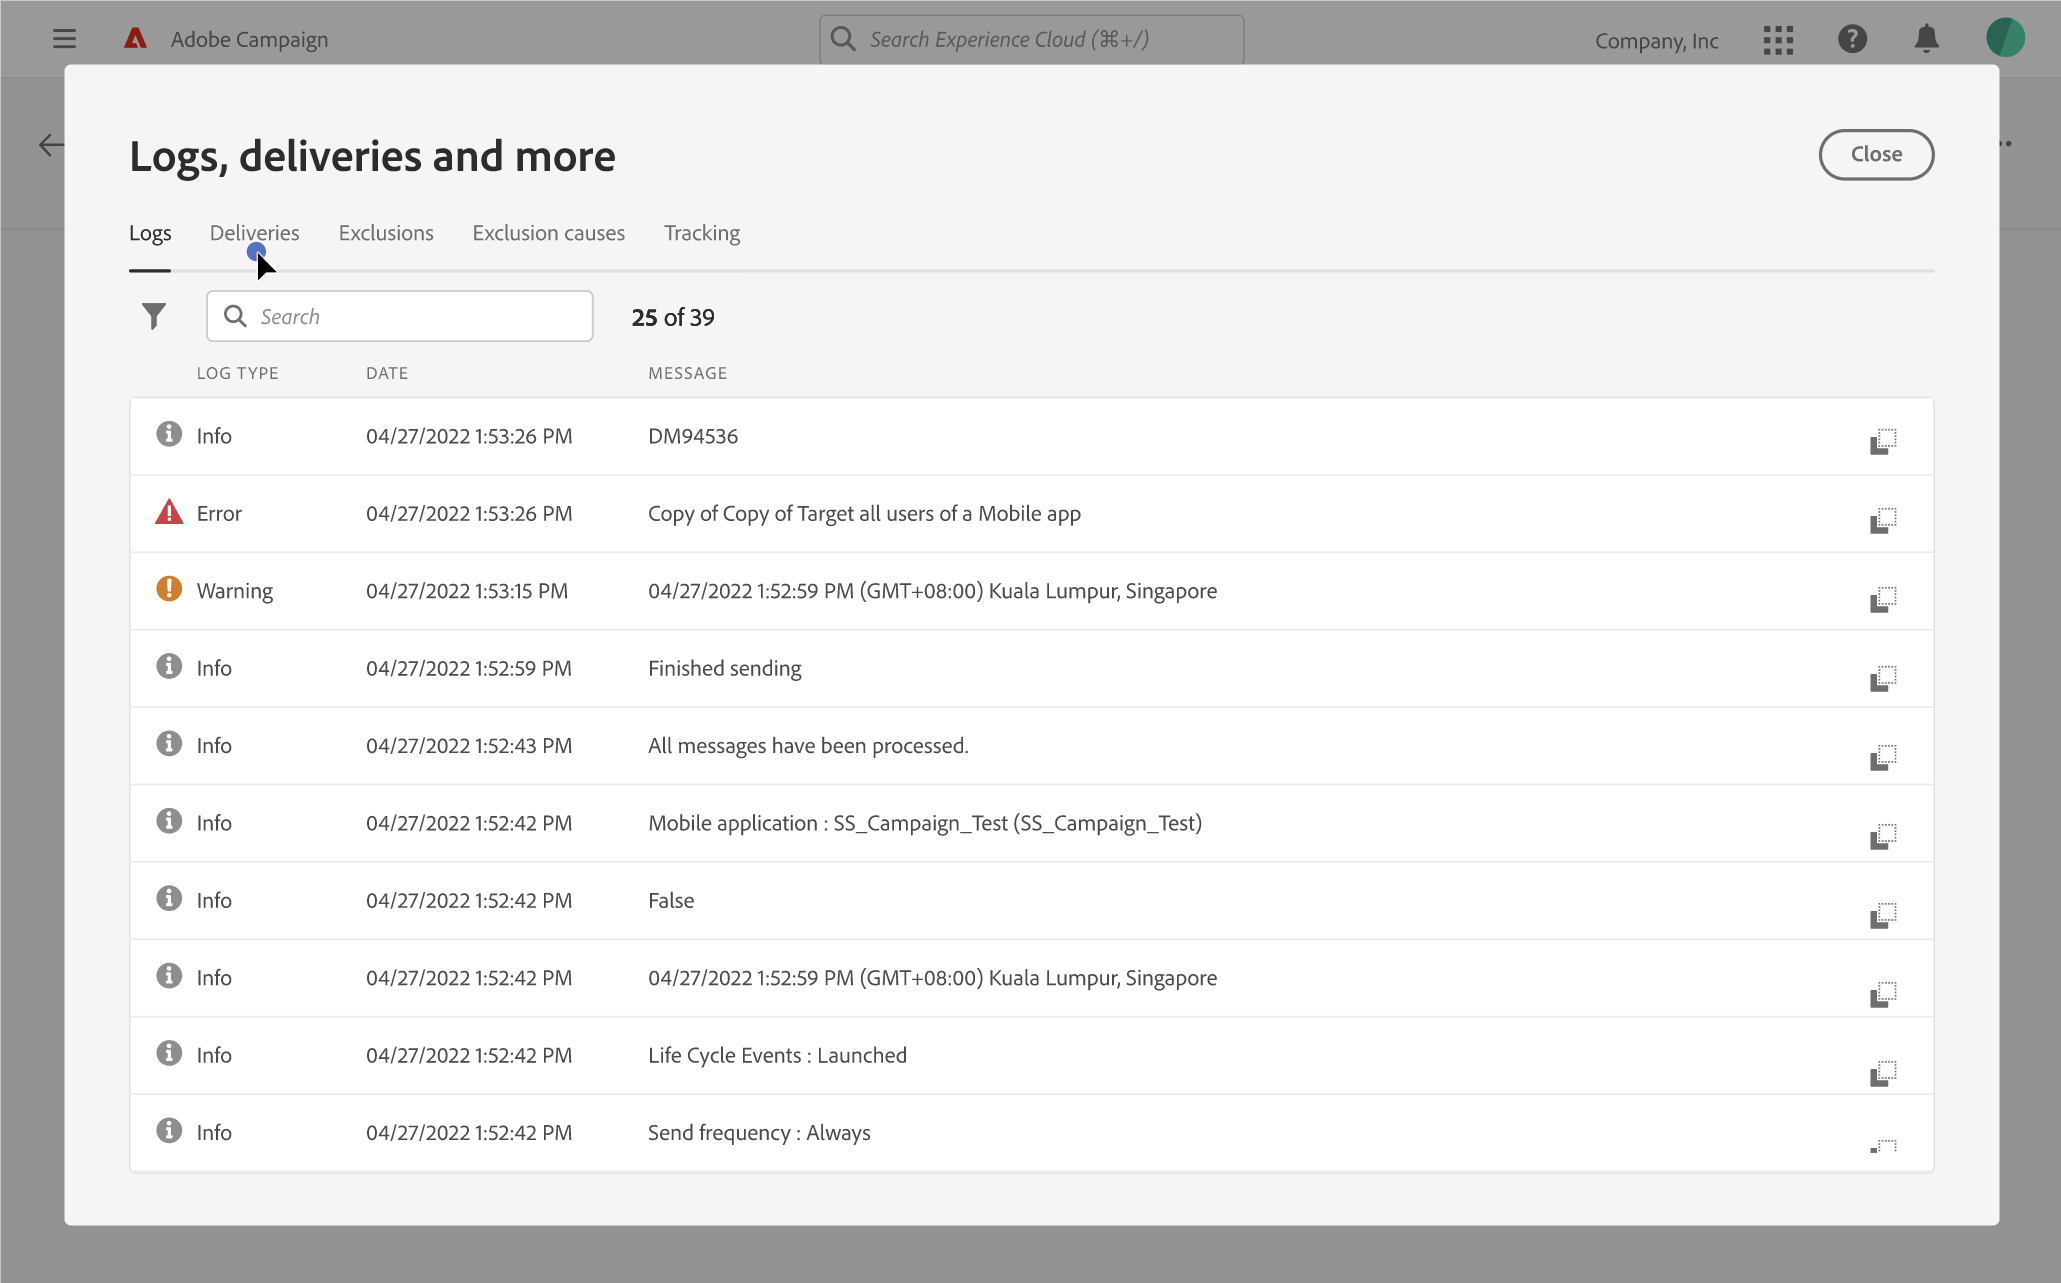 Adobe Campaign
Search Experience Cloud (⌘+/)
Company, Inc
Logs, deliveries and more
Close
Logs Deliveries Exclusions Exclusion causes Tracking
Search
25 of 39
LOG TYPE DATE MESSAGE
Info 04/27/2022 1:53:26 PM DM94536
Error 04/27/2022 1:53:26 PM Copy of Copy of Target all users of a Mobile app
Warning 04/27/2022 1:53:15 PM 04/27/2022 1:52:59 PM (GMT+08:00) Kuala Lumpur, Singapore
Info 04/27/2022 1:52:59 PM Finished sending
Info 04/27/2022 1:52:43 PM All messages have been processed.
Info 04/27/2022 1:52:42 PM Mobile application : SS_Campaign_Test (SS_Campaign_Test)
Info 04/27/2022 1:52:42 PM False
Info 04/27/2022 1:52:42 PM 04/27/2022 1:52:59 PM (GMT+08:00) Kuala Lumpur, Singapore
Info 04/27/2022 1:52:42 PM Life Cycle Events : Launched
Info 04/27/2022 1:52:42 PM Send frequency : Always